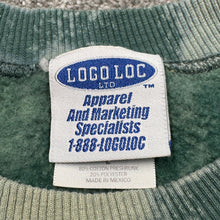 LOGO LOC
LTD
TM
Apparel
And Marketing
Specialists
1-888-LOGOLOC
80% COTTON PRESHRUNK
20% POLYESTER
MADE IN MEXICO